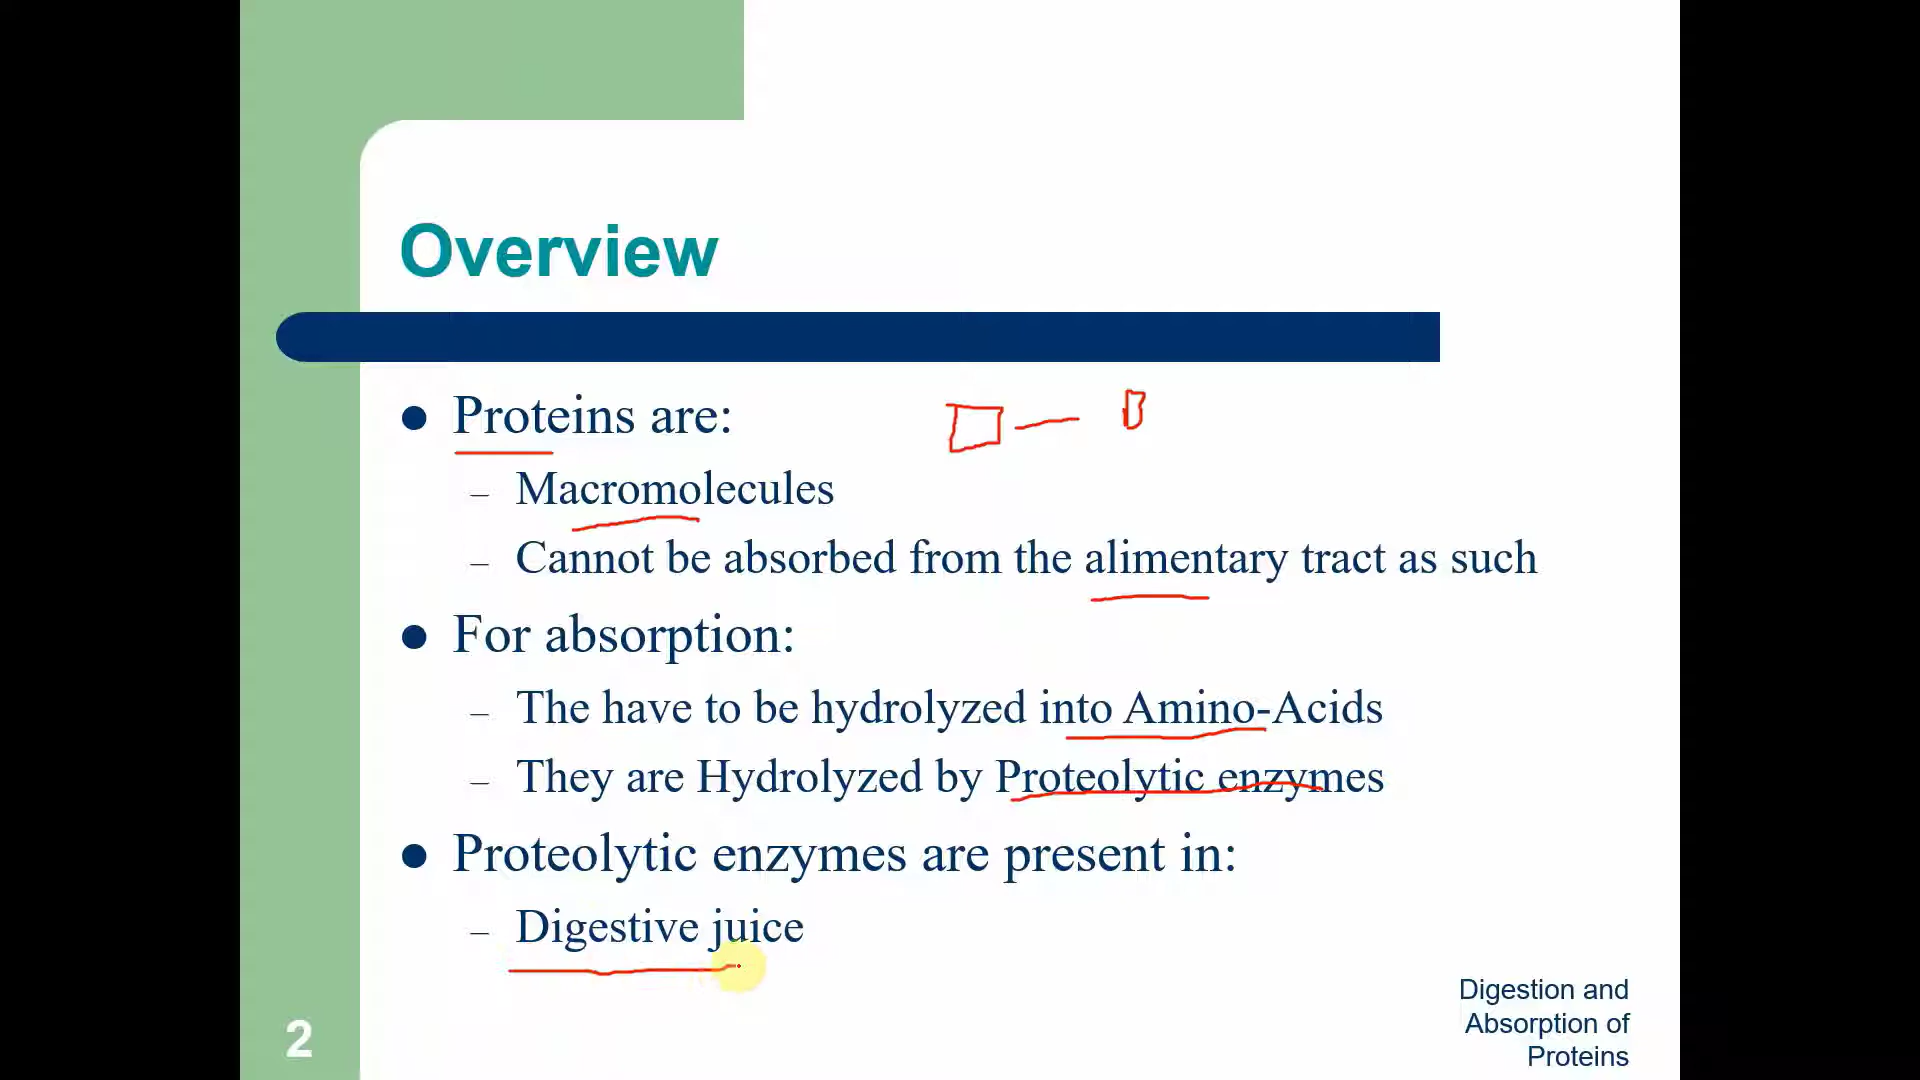 Overview
Proteins are:
– Macromolecules
– Cannot be absorbed from the alimentary tract as such
For absorption:
– The have to be hydrolyzed into Amino-Acids
– They are Hydrolyzed by Proteolytic enzymes
Proteolytic enzymes are present in:
– Digestive juice
Digestion and
Absorption of
Proteins
2